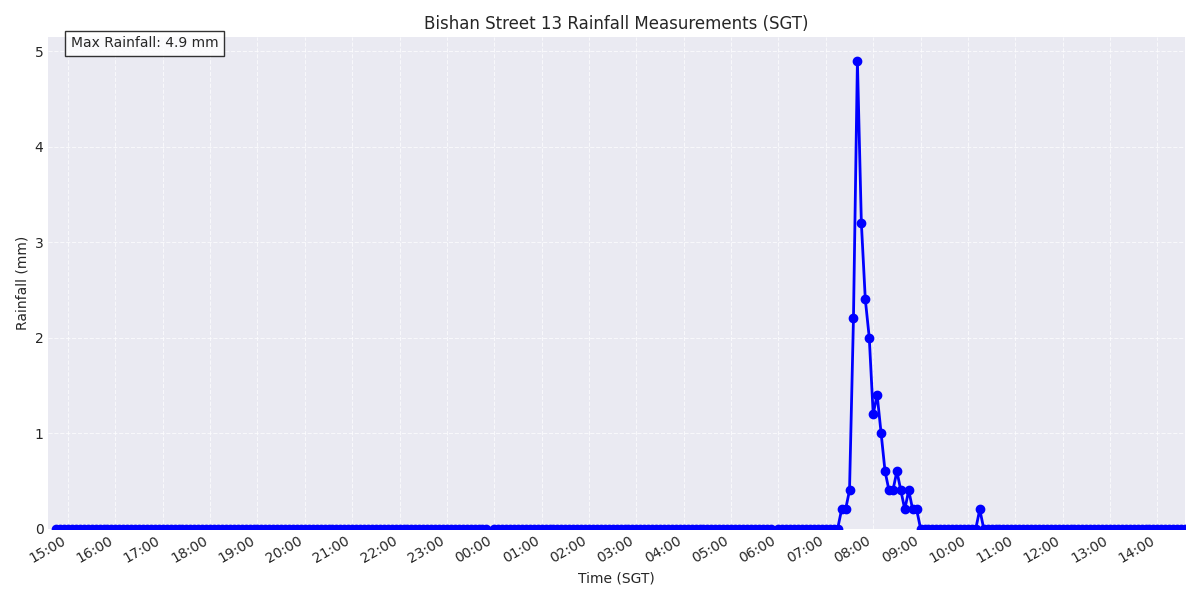 Bishan Street 13 Rainfall Measurements (SGT)
Max Rainfall: 4.9 mm
5
4
3
2
1
0
Rainfall (mm)
15:00 16:00 17:00 18:00 19:00 20:00 21:00 22:00 23:00 00:00 01:00 02:00 03:00 04:00 05:00 06:00 07:00 08:00 09:00 10:00 11:00 12:00 13:00 14:00
Time (SGT)